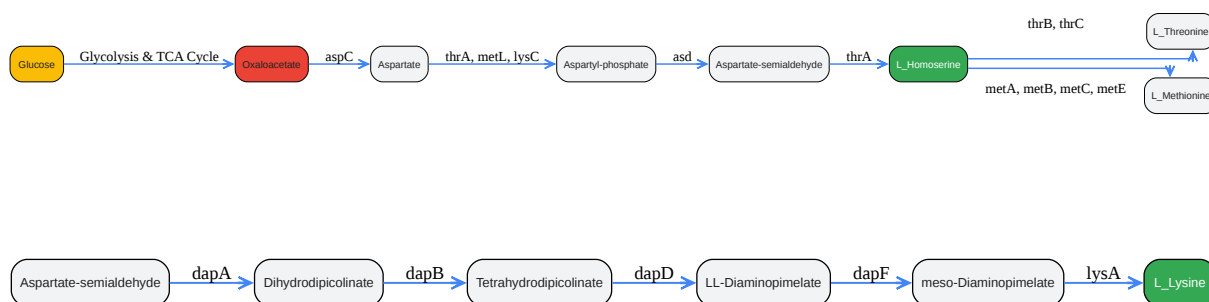 thrB, thrC
L_Threonine
Glucose
Glycolysis & TCA Cycle
Oxaloacetate
aspC
Aspartate
thrA, metL, lysC
Aspartyl-phosphate
asd
Aspartate-semialdehyde
thrA
L_Homoserine
metA, metB, metC, metE
L_Methionine
Aspartate-semialdehyde
dapA
Dihydrodipicolinate
dapB
Tetrahydrodipicolinate
dapD
LL-Diaminopimelate
dapF
meso-Diaminopimelate
lysA
L_Lysine